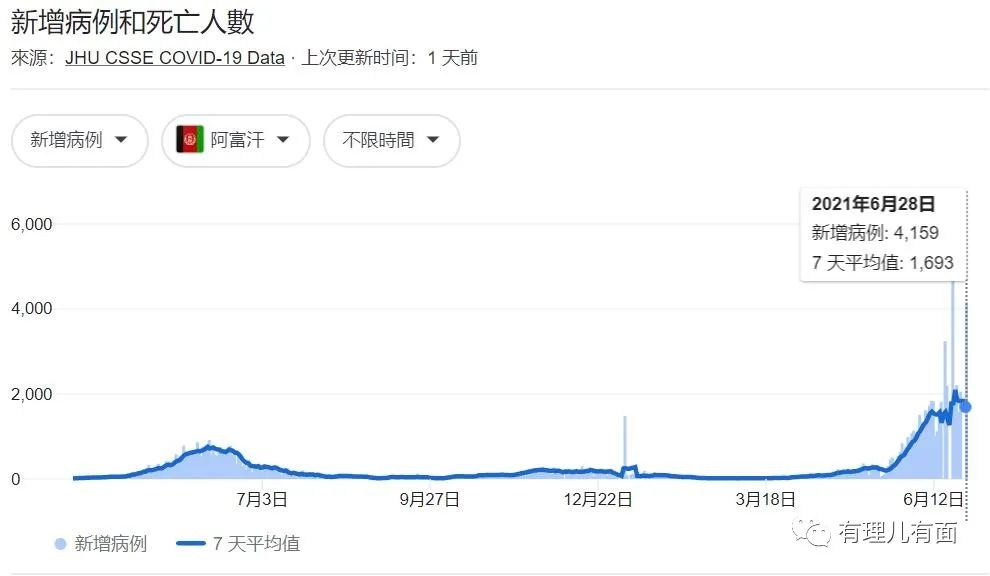 新增病例和死亡人數
來源：JHU CSSE COVID-19 Data · 上次更新时间：1 天前
新增病例 阿富汗 不限時間
2021年6月28日
新增病例: 4,159
7 天平均值: 1,693
6,000
4,000
2,000
0
7月3日 9月27日 12月22日 3月18日 6月12日
新增病例 7 天平均值
有理儿有面